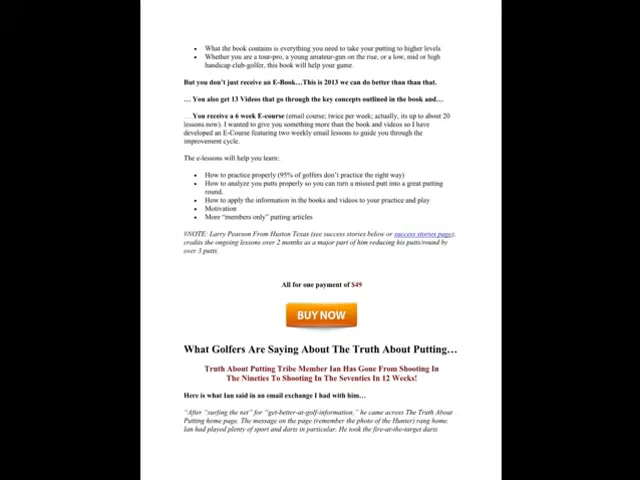 What the book contains is everything you need to take your putting to higher levels
Whether you are a tour-pro, a young amateur-gun on the rise, or a low, mid or high
handicap club-golfer, this book will help your game.
But you don't just receive an E-Book…This is 2013 we can do better than than that.
… You also get 13 Videos that go through the key concepts outlined in the book and…
…You receive a 6 week E-course (email course; twice per week; actually, its up to about 20
lessons now). I wanted to give you something more than the book and videos so I have
developed an E-Course featuring two weekly email lessons to guide you through the
improvement cycle.
The e-lessons will help you learn:
How to practice properly (95% of golfers don't practice the right way)
How to analyze you putts properly so you can turn a missed putt into a great putting
round.
How to apply the information in the books and videos to your practice and play
Motivation
More "members only" putting articles
#NOTE: Larry Pearson From Huston Texas (see success stories below or success stories page),
credits the ongoing lessons over 2 months as a major part of him reducing his putts/round by
over 3 putts.
All for one payment of $49
BUY NOW
What Golfers Are Saying About The Truth About Putting…
Truth About Putting Tribe Member Ian Has Gone From Shooting In
The Nineties To Shooting In The Seventies In 12 Weeks!
Here is what Ian said in an email exchange I had with him…
"After "surfing the net" for "get-better-at-golf-information," he came across The Truth About
Putting home page. The message on the page (remember the photo of the Hunter) rang home.
Ian had played plenty of sport and darts in particular. He took the fire-at-the-target darts